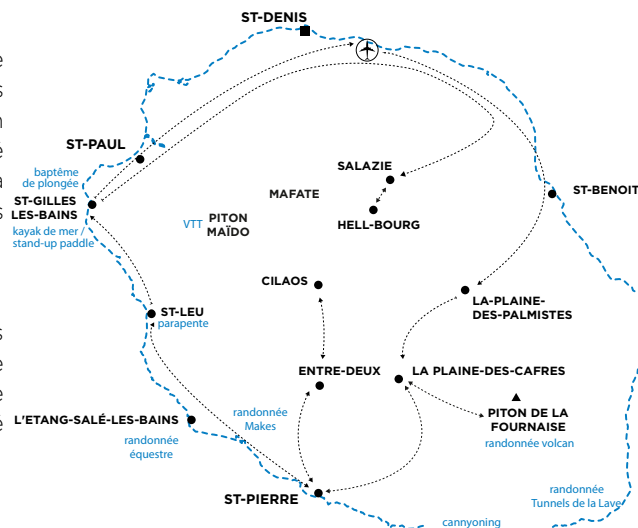 ST-DENIS
ST-PAUL
baptême
de plongée
ST-GILLES
LES-BAINS
kayak de mer /
stand-up paddle
VTT PITON
MAÏDO
MAFATE
SALAZIE
HELL-BOURG
ST-BENOIT
CILAOS
LA-PLAINE-
DES-PALMISTES
ST-LEU
parapente
ENTRE-DEUX
LA PLAINE-DES-CAFRES
PITON DE LA
FOURNAISE
randonnée volcan
L'ETANG-SALÉ-LES-BAINS
randonnée
équestre
randonnée
Makes
ST-PIERRE
cannyoning
randonnée
Tunnels de la Lave